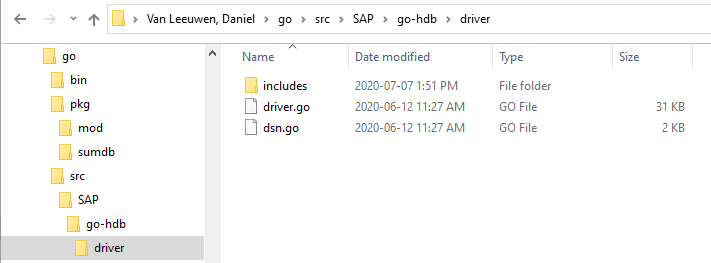 Van Leeuwen, Daniel > go > src > SAP > go-hdb > driver
go
bin
pkg
mod
sumdb
src
SAP
go-hdb
driver
Name Date modified Type Size
includes 2020-07-07 1:51 PM File folder
driver.go 2020-06-12 11:27 AM GO File 31 KB
dsn.go 2020-06-12 11:27 AM GO File 2 KB